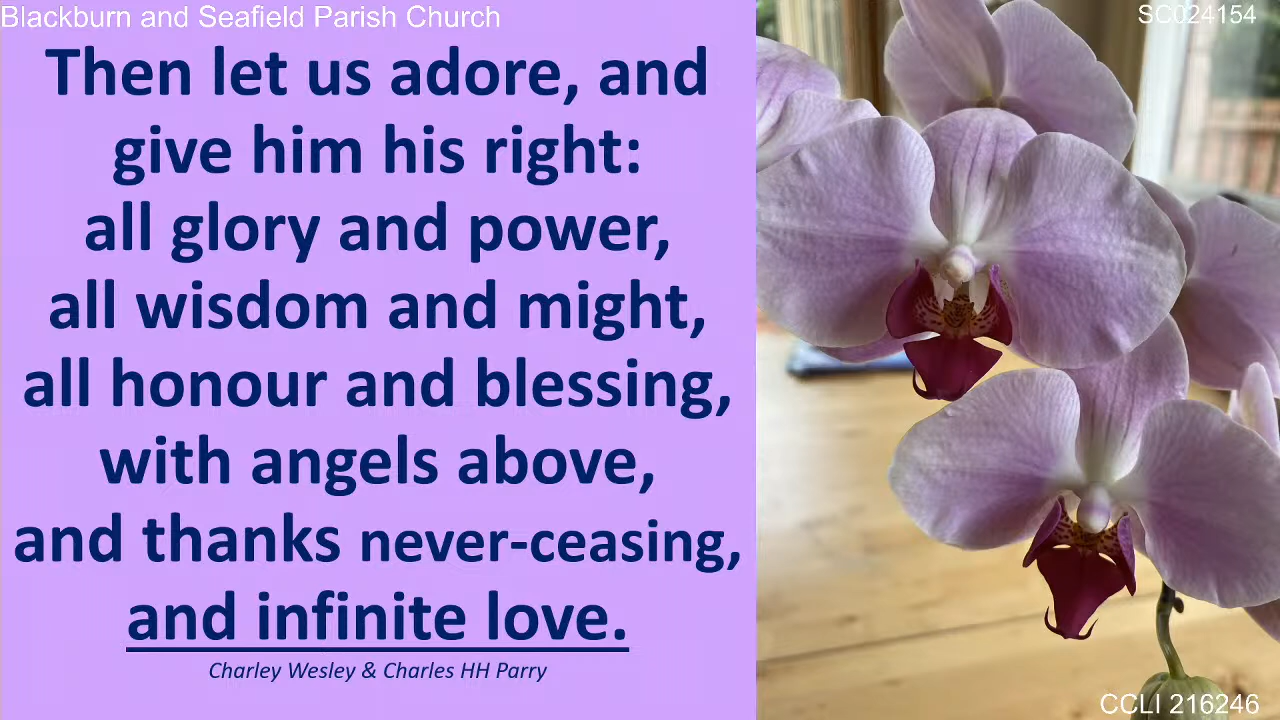 Blackburn and Seafield Parish Church
SC024154
Then let us adore, and
give him his right:
all glory and power,
all wisdom and might,
all honour and blessing,
with angels above,
and thanks never-ceasing,
and infinite love.
Charley Wesley & Charles HH Parry
CCLI 216246